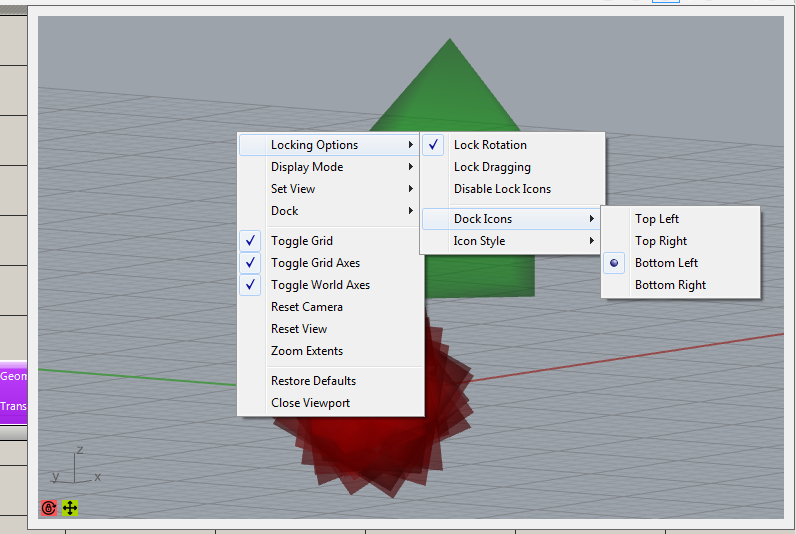 Locking Options
Display Mode
Set View
Dock
Toggle Grid
Toggle Grid Axes
Toggle World Axes
Reset Camera
Reset View
Zoom Extents
Restore Defaults
Close Viewport
Lock Rotation
Lock Dragging
Disable Lock Icons
Dock Icons
Icon Style
Top Left
Top Right
Bottom Left
Bottom Right
Geom
Trans
z
y x